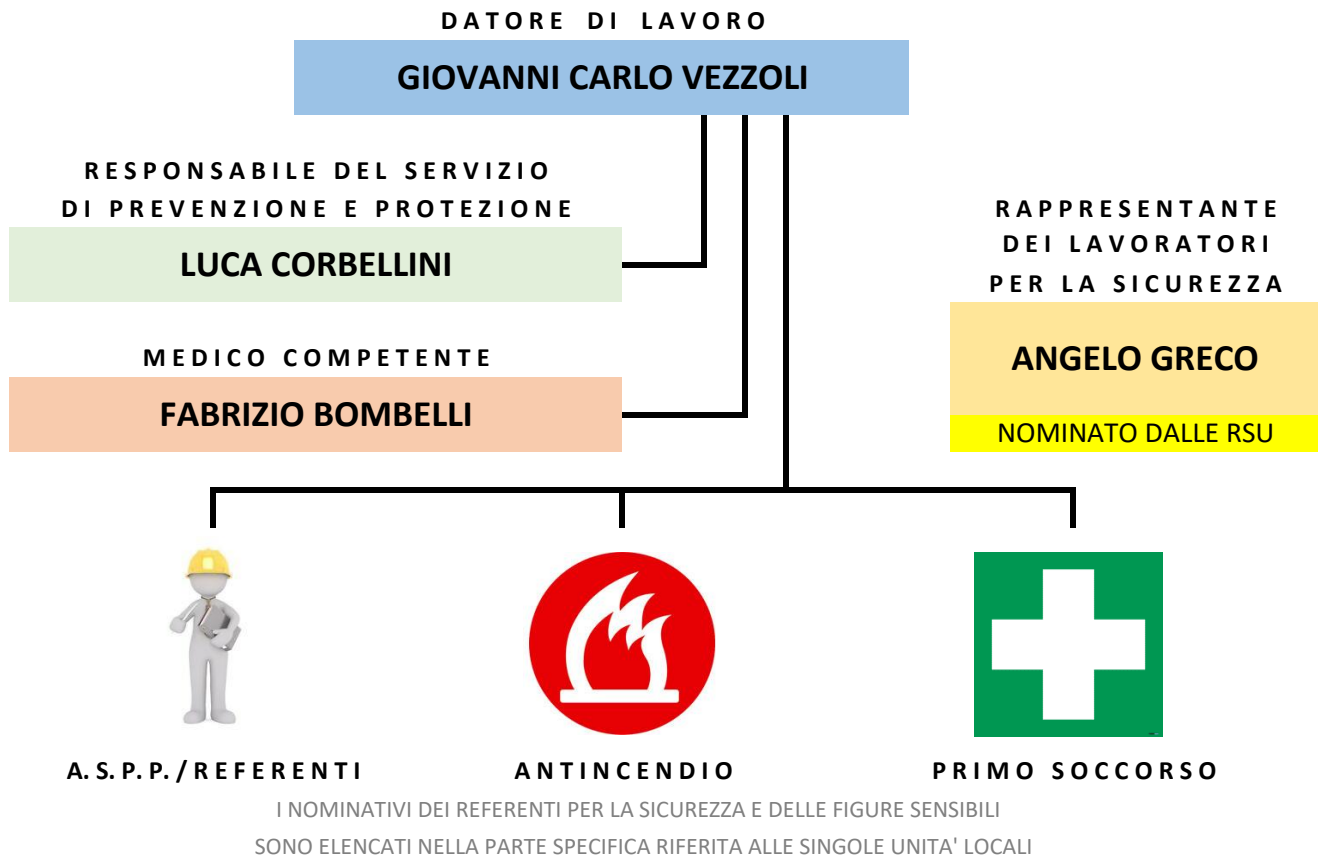 DATORE DI LAVORO
GIOVANNI CARLO VEZZOLI
RESPONSABILE DEL SERVIZIO
DI PREVENZIONE E PROTEZIONE
LUCA CORBELLINI
RAPPRESENTANTE
DEI LAVORATORI
PER LA SICUREZZA
ANGELO GRECO
NOMINATO DALLE RSU
MEDICO COMPETENTE
FABRIZIO BOMBELLI
A.S.P.P./REFERENTI
ANTINCENDIO
PRIMO SOCCORSO
I NOMINATIVI DEI REFERENTI PER LA SICUREZZA E DELLE FIGURE SENSIBILI
SONO ELENCATI NELLA PARTE SPECIFICA RIFERITA ALLE SINGOLE UNITA' LOCALI